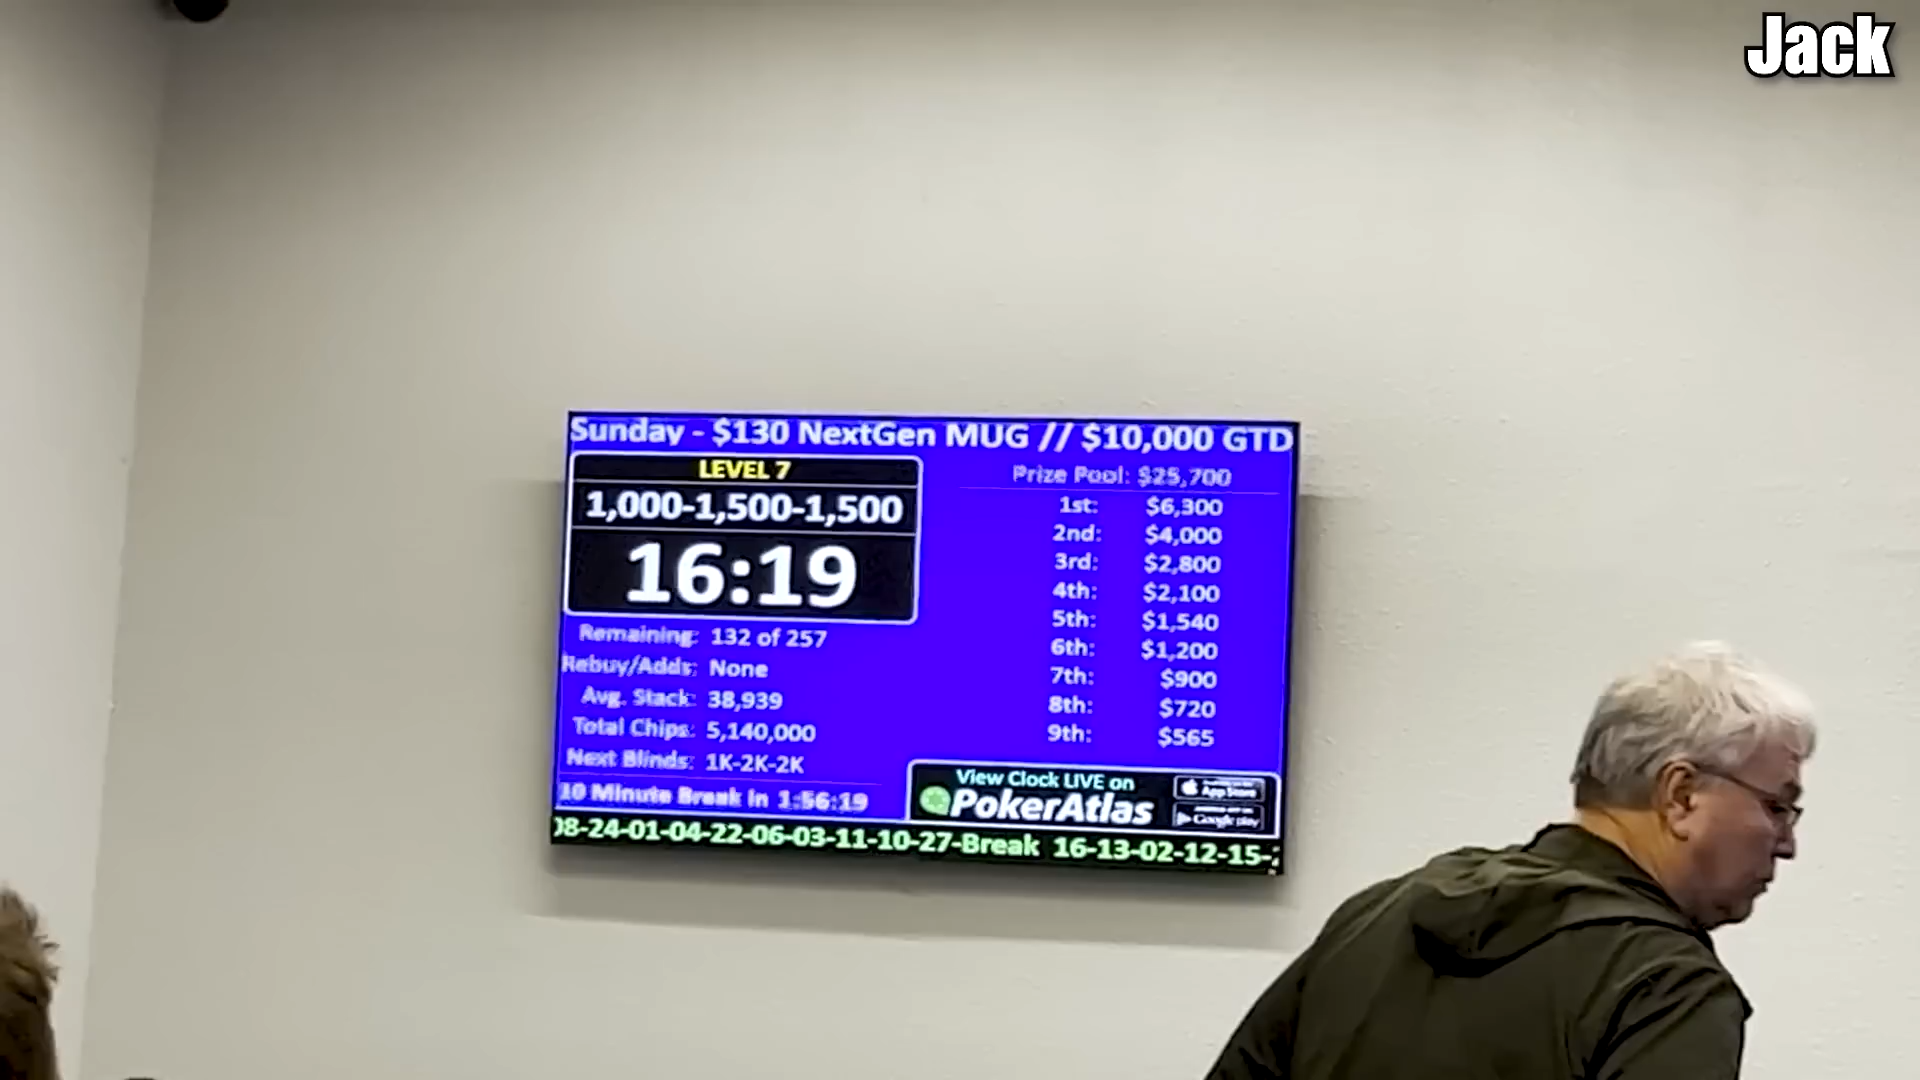 Jack
Sunday - $130 NextGen MUG // $10,000 GTD
LEVEL 7
1,000-1,500-1,500
16:19
Remaining: 132 of 257
Rebuy/Adds: None
Avg. Stack: 38,939
Total Chips: 5,140,000
Next Blinds: 1K-2K-2K
10 Minute Break in 1:56:19
Prize Pool: $25,700
1st: $6,300
2nd: $4,000
3rd: $2,800
4th: $2,100
5th: $1,540
6th: $1,200
7th: $900
8th: $720
9th: $565
View Clock LIVE on
PokerAtlas
App Store
Google play
08-24-01-04-22-06-03-11-10-27-Break 16-13-02-12-15-